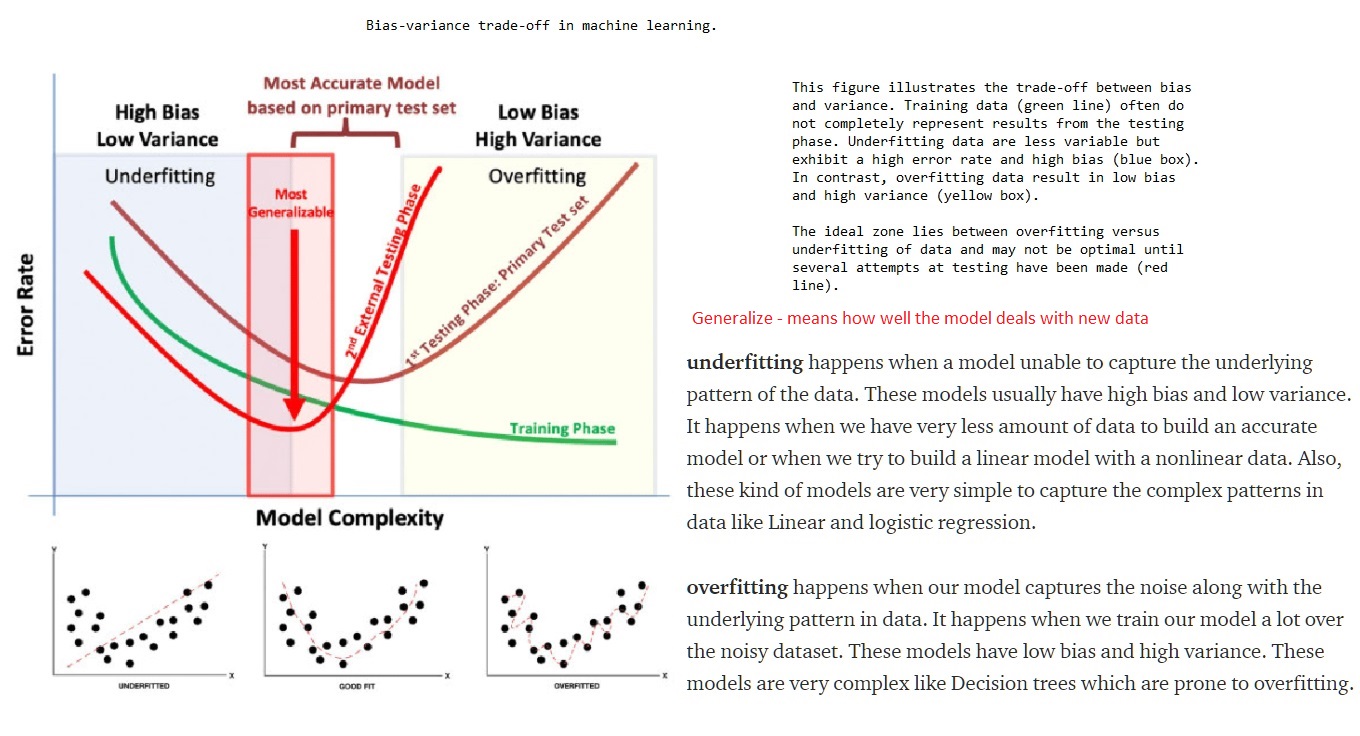 Bias-variance trade-off in machine learning.
Most Accurate Model
based on primary test set
High Bias
Low Variance
Low Bias
High Variance
Underfitting
Most
Generalizable
Overfitting
2nd External Testing Phase
1st Testing Phase: Primary Test set
Training Phase
Error Rate
Model Complexity
Y
X
UNDERFITTED
Y
X
GOOD FIT
Y
X
OVERFITTED
This figure illustrates the trade-off between bias
and variance. Training data (green line) often do
not completely represent results from the testing
phase. Underfitting data are less variable but
exhibit a high error rate and high bias (blue box).
In contrast, overfitting data result in low bias
and high variance (yellow box).
The ideal zone lies between overfitting versus
underfitting of data and may not be optimal until
several attempts at testing have been made (red
line).
Generalize - means how well the model deals with new data
underfitting happens when a model unable to capture the underlying
pattern of the data. These models usually have high bias and low variance.
It happens when we have very less amount of data to build an accurate
model or when we try to build a linear model with a nonlinear data. Also,
these kind of models are very simple to capture the complex patterns in
data like Linear and logistic regression.
overfitting happens when our model captures the noise along with the
underlying pattern in data. It happens when we train our model a lot over
the noisy dataset. These models have low bias and high variance. These
models are very complex like Decision trees which are prone to overfitting.